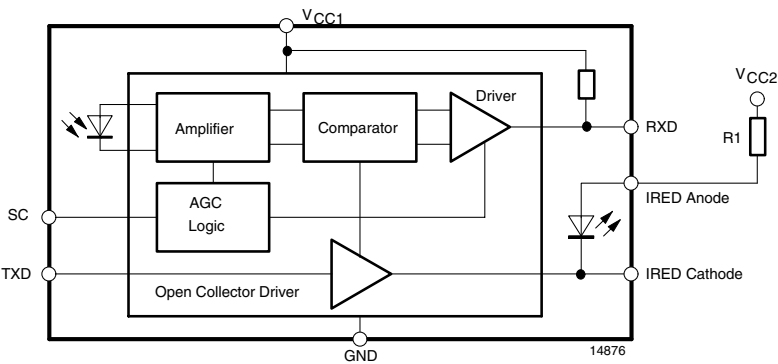 VCC1
VCC2
Driver
Amplifier
Comparator
RXD
R1
AGC
Logic
IRED Anode
SC
TXD
IRED Cathode
Open Collector Driver
14876
GND